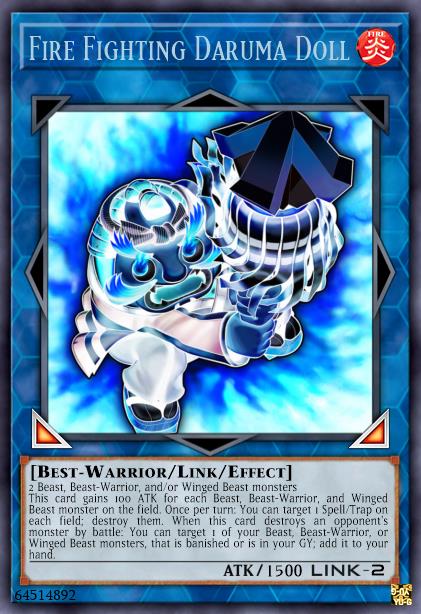 FIRE FIGHTING DARUMA DOLL
FIRE
炎
[BEST-WARRIOR/LINK/EFFECT]
2 Beast, Beast-Warrior, and/or Winged Beast monsters
This card gains 100 ATK for each Beast, Beast-Warrior, and Winged
Beast monster on the field. Once per turn: You can target 1 Spell/Trap on
each field; destroy them. When this card destroys an opponent's
monster by battle: You can target 1 of your Beast, Beast-Warrior, or
Winged Beast monsters, that is banished or is in your GY; add it to your
hand.
ATK/1500 LINK-2
64514892